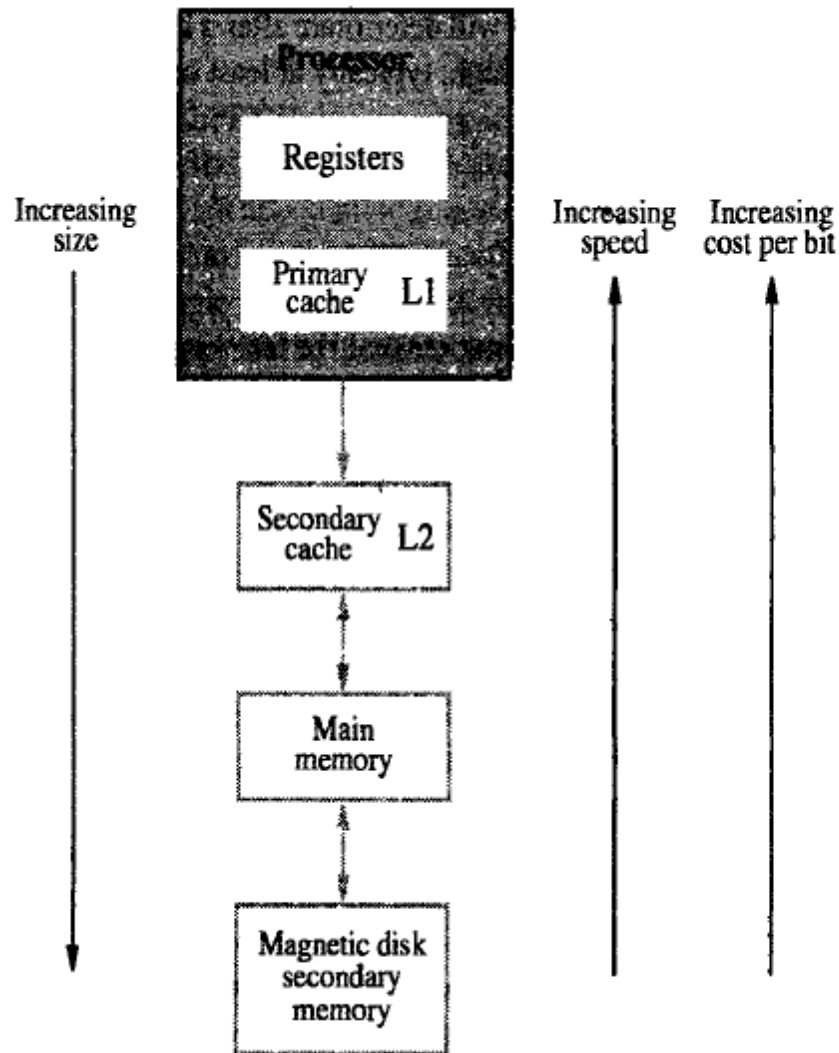 Processor
Registers
Increasing
size
Increasing
speed
Increasing
cost per bit
Primary
cache L1
Secondary
cache L2
Main
memory
Magnetic disk
secondary
memory